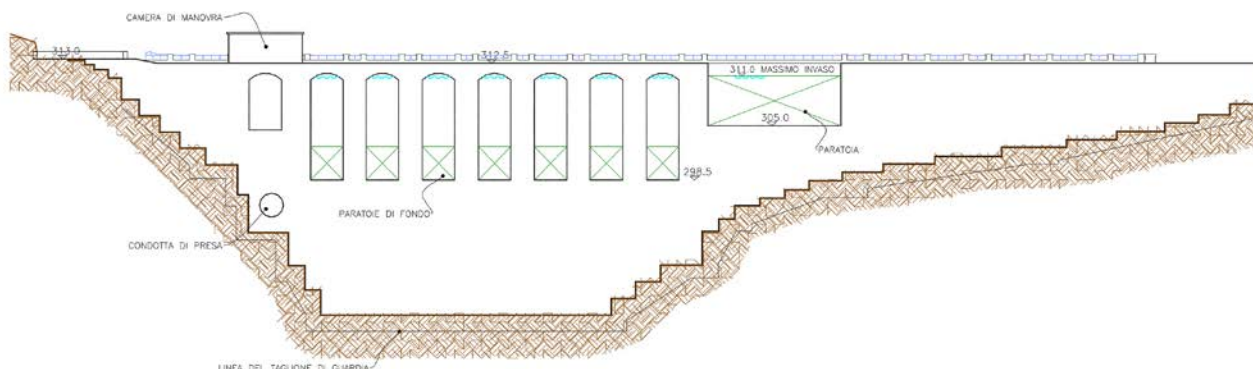 CAMERA DI MANOVRA
313.0
312.5
311.0 MASSIMO INVASO
305.0
PARATOIA
298.5
PARATOIE DI FONDO
CONDOTTA DI PRESA
LINEA DEL TAGLIONE DI GUARDIA